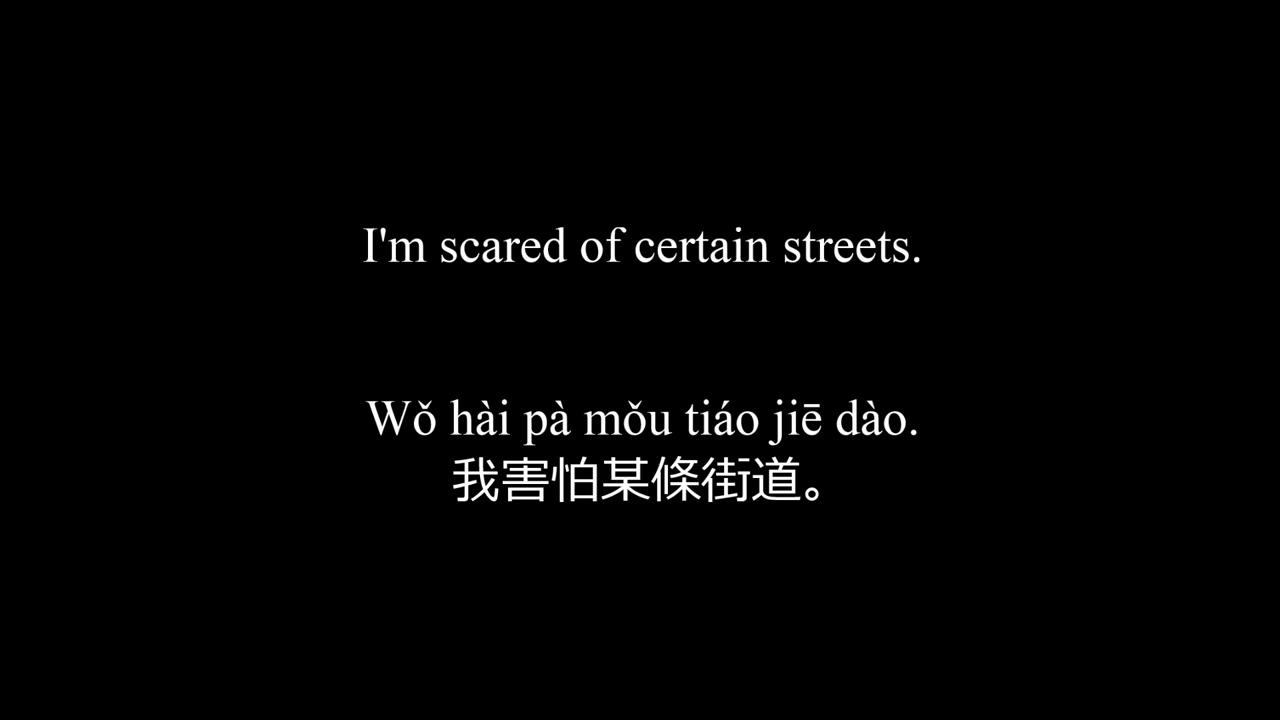 I'm scared of certain streets.
Wǒ hài pà mǒu tiáo jiē dào.
我害怕某條街道。